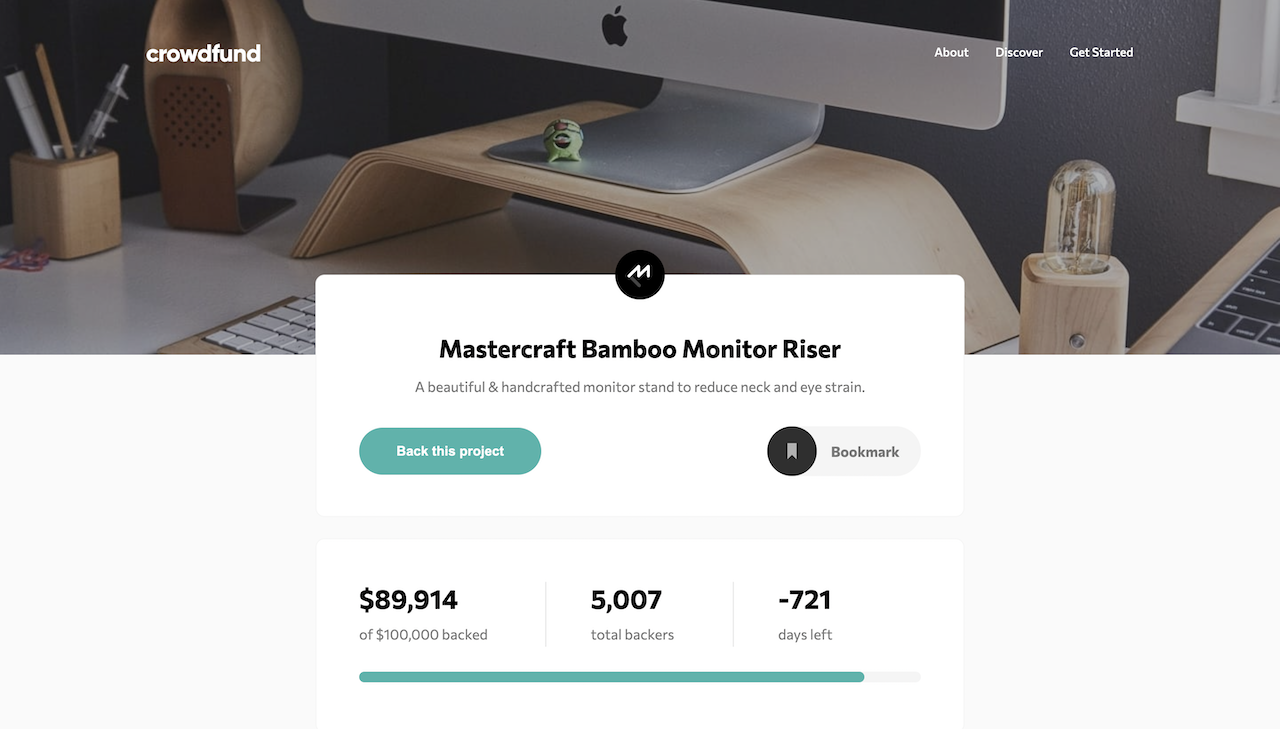 crowdfund
About
Discover
Get Started
Mastercraft Bamboo Monitor Riser
A beautiful & handcrafted monitor stand to reduce neck and eye strain.
Back this project
Bookmark
$89,914
of $100,000 backed
5,007
total backers
-721
days left